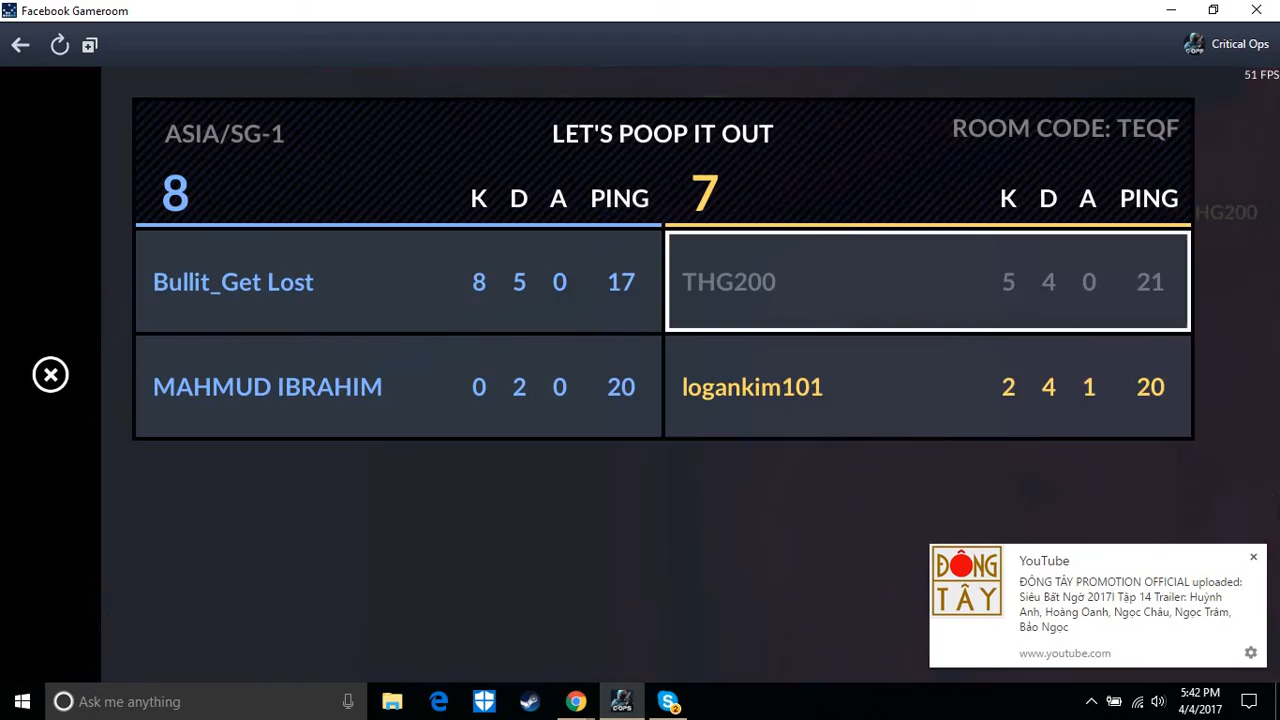 Facebook Gameroom
Critical Ops
51 FPS
ASIA/SG-1
LET'S POOP IT OUT
ROOM CODE: TEQF
8 K D A PING
7 K D A PING
HG200
Bullit_Get Lost 8 5 0 17
THG200 5 4 0 21
MAHMUD IBRAHIM 0 2 0 20
logankim101 2 4 1 20
ĐÔNG
TÂY
YouTube
ĐÔNG TÂY PROMOTION OFFICIAL uploaded:
Siêu Bất Ngờ 2017l Tập 14 Trailer: Huỳnh
Anh, Hoàng Oanh, Ngọc Châu, Ngọc Trâm,
Bảo Ngọc
www.youtube.com
Ask me anything
C-OPS
2
5:42 PM
4/4/2017